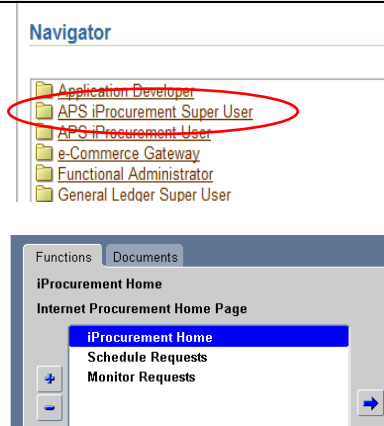 Navigator
Application Developer
APS iProcurement Super User
APS iProcurement User
e-Commerce Gateway
Functional Administrator
General Ledger Super User
Functions Documents
iProcurement Home
Internet Procurement Home Page
iProcurement Home
Schedule Requests
Monitor Requests